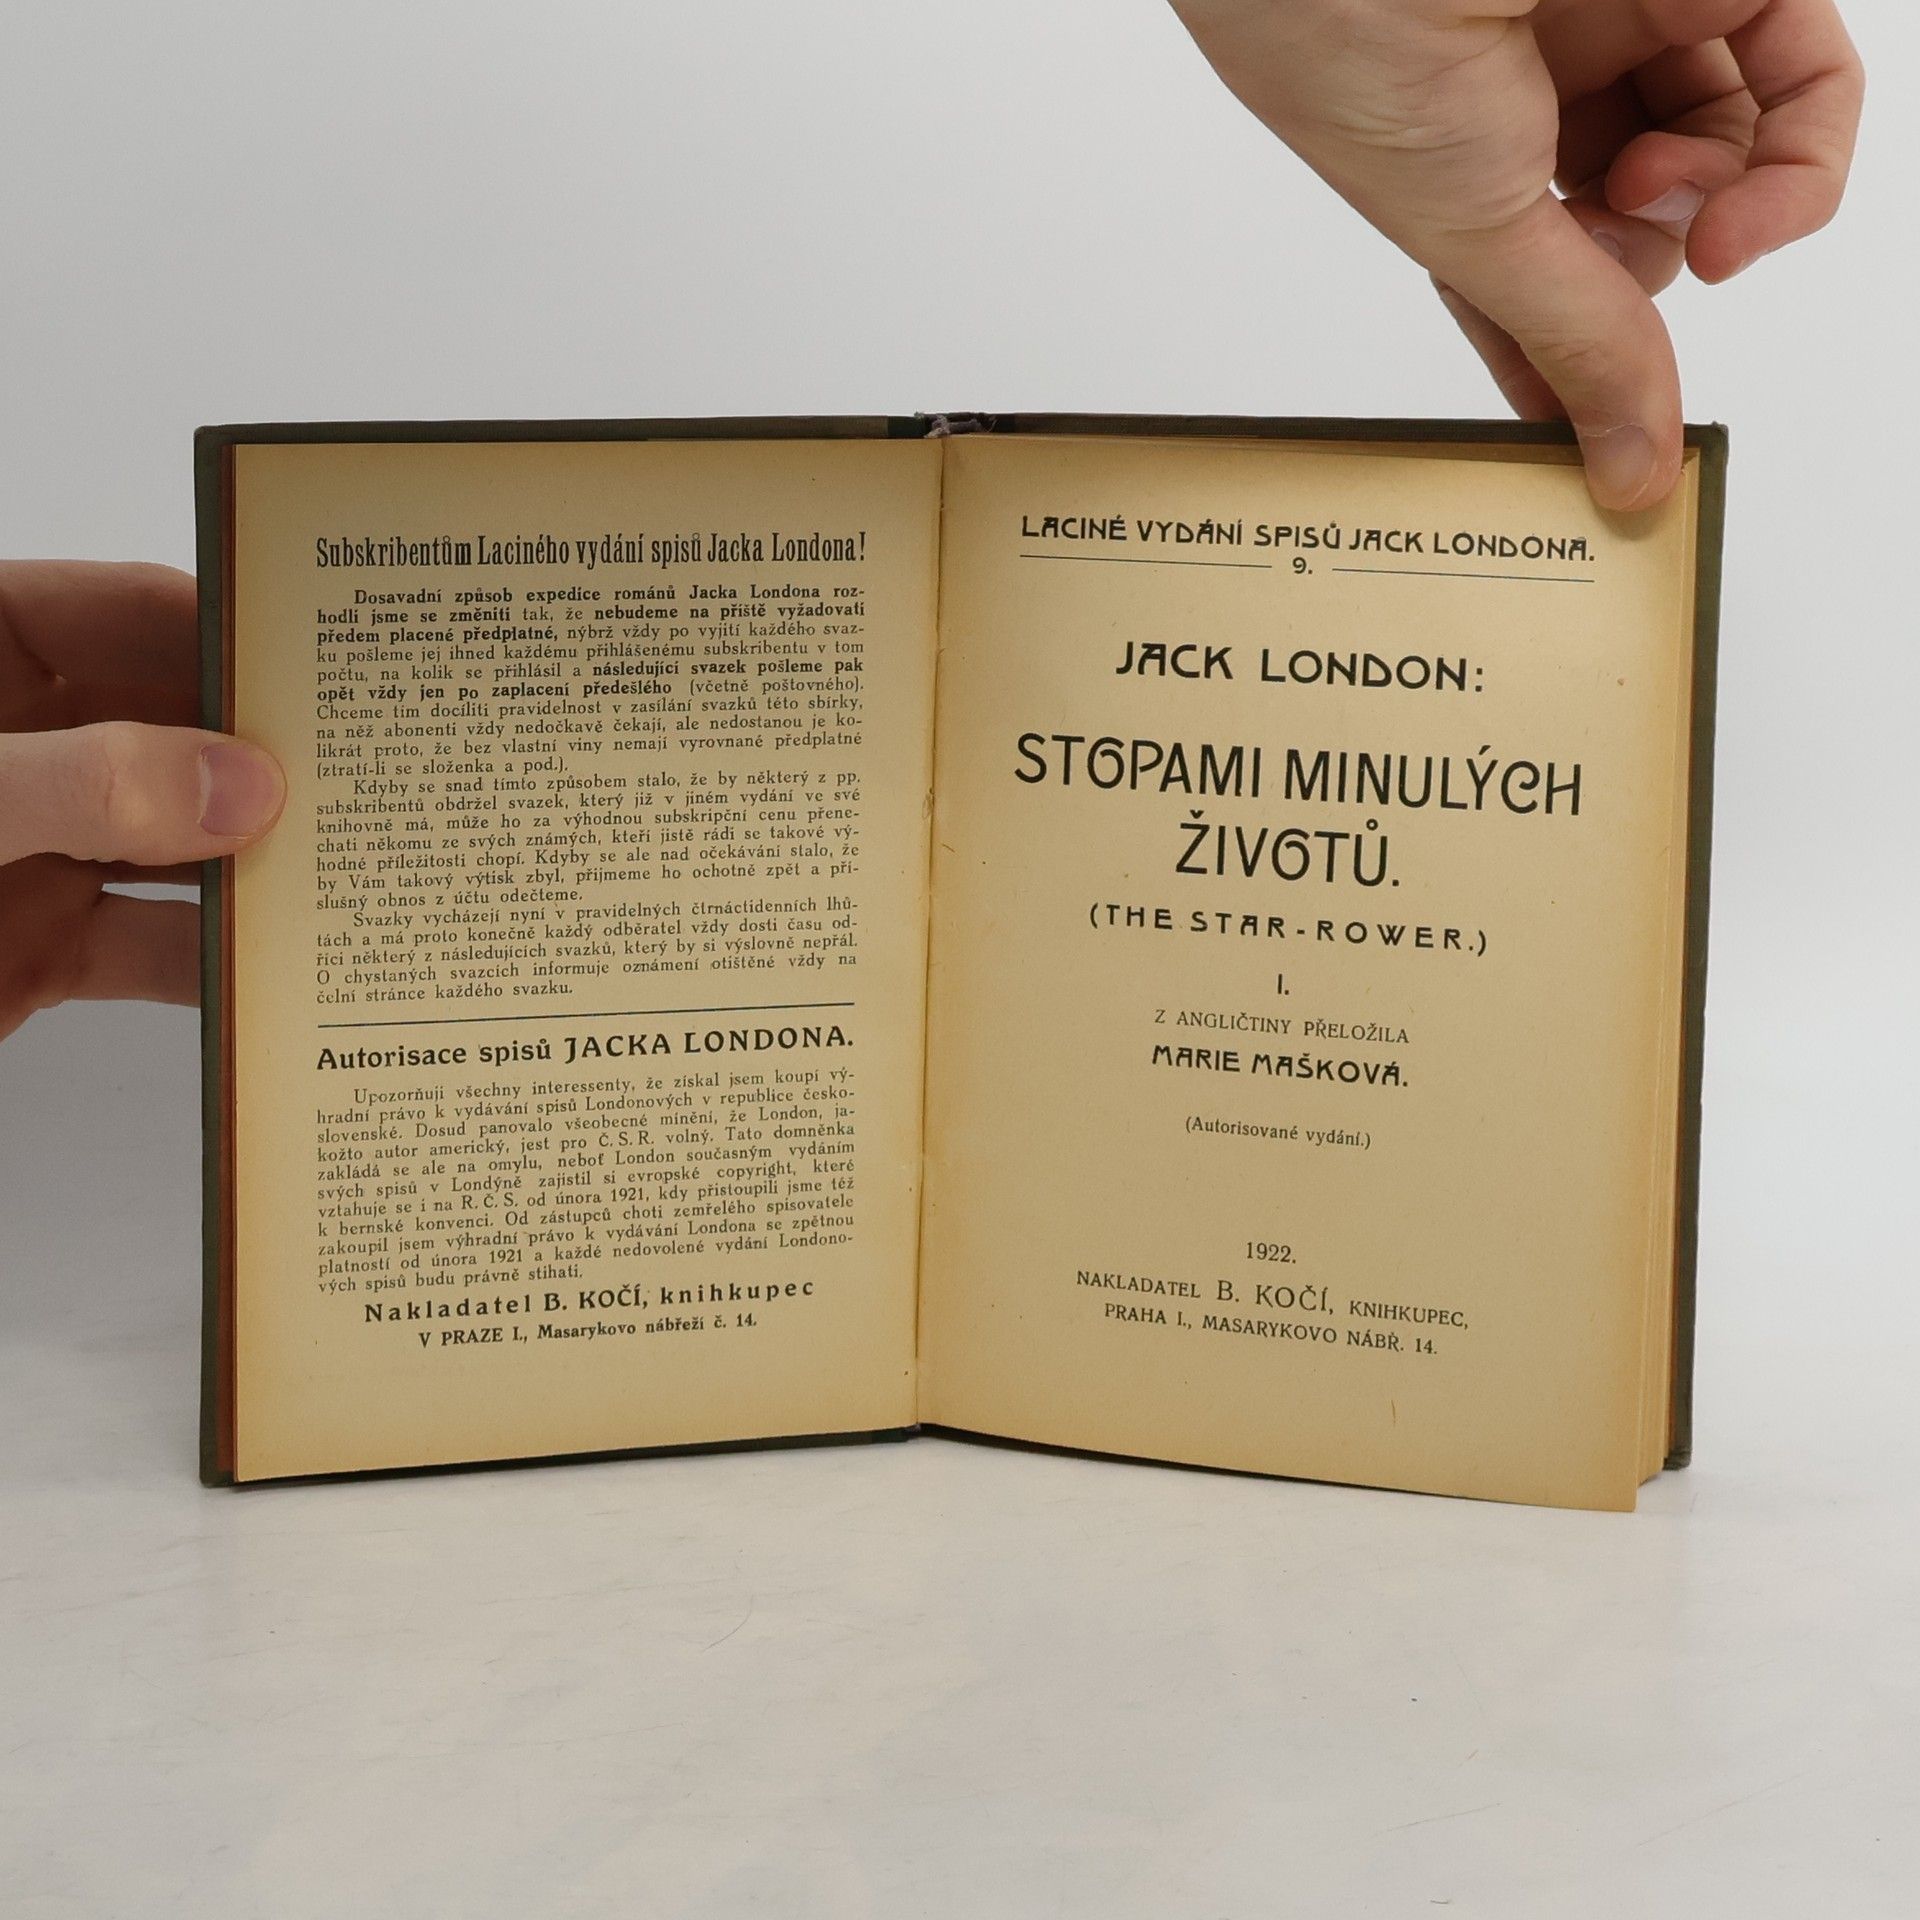 Subskribentům Laciného vydání spisů Jacka Londona!
Dosavadní způsob expedice románů Jacka Londona roz-
hodli jsme se změniti tak, že nebudeme na příště vyžadovati
předem placené předplatné, nýbrž vždy po vyjití každého svaz-
ku pošleme jej ihned každému přihlášenému subskribentu v tom
počtu, na kolik se přihlásil a následující svazek pošleme pak
opět vždy jen po zaplacení předešlého (včetně poštovného).
Chceme tím docíliti pravidelnost v zasílání svazků této sbírky,
na něž abonenti vždy nedočkavě čekají, ale nedostanou je ko-
likrát proto, že bez vlastní viny nemají vyrovnané předplatné
(ztratí-li se složenka a pod.).
Kdyby se snad tímto způsobem stalo, že by některý z pp.
subskribentů obdržel svazek, který již v jiném vydání ve své
knihovně má, může ho za výhodnou subskripční cenu přene-
chati někomu ze svých známých, kteří jistě rádi se takové vý-
hodné příležitosti chopí. Kdyby se ale nad očekávání stalo, že
by Vám takový výtisk zbyl, přijmeme ho ochotně zpět a pří-
slušný obnos z účtu odečteme.
Svazky vycházejí nyní v pravidelných čtrnáctidenních lhů-
tách a má proto konečně každý odběratel vždy dosti času od-
říci některý z následujících svazků, který by si výslovně nepřál.
O chystaných svazcích informuje oznámení otištěné vždy na
čelní stránce každého svazku.
Autorisace spisů JACKA LONDONA.
Upozorňuji všechny interessenty, že získal jsem koupí vý-
hradní právo k vydávání spisů Londonových v republice česko-
slovenské. Dosud panovalo všeobecné mínění, že London, ja-
kožto autor americký, jest pro Č. S. R. volný. Tato domněnka
zakládá se ale na omylu, neboť London současným vydáním
svých spisů v Londýně zajistil si evropské copyright, které
vztahuje se i na R. Č. S. od února 1921, kdy přistoupili jsme též
k bernské konvenci. Od zástupců choti zemřelého spisovatele
zakoupil jsem výhradní právo k vydávání Londona se zpětnou
platností od února 1921 a každé nedovolené vydání Londono-
vých spisů budu právně stíhati.
Nakladatel B. KOČÍ, knihkupec
V PRAZE I., Masarykovo nábřeží č. 14.
LACINÉ VYDÁNÍ SPISŮ JACK LONDONA.
9.
JACK LONDON:
STOPAMI MINULÝCH
ŽIVOTŮ.
(THE STAR-ROWER.)
I.
Z ANGLIČTINY PŘELOŽILA
MARIE MAŠKOVÁ.
(Autorisované vydání.)
1922.
NAKLADATEL B. KOČÍ, KNIHKUPEC,
PRAHA I., MASARYKOVO NÁBŘ. 14.